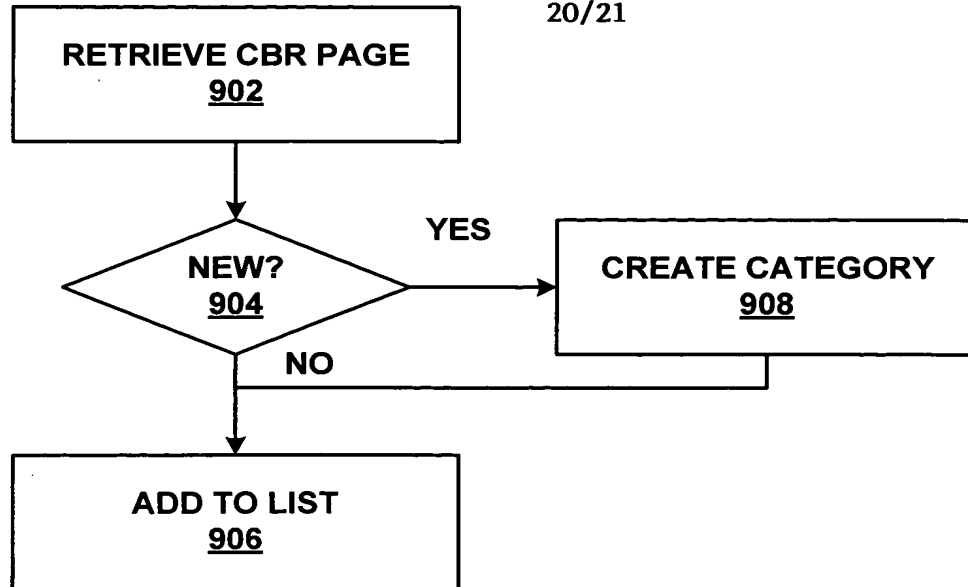 20/21
RETRIEVE CBR PAGE
902
YES
NEW?
904
CREATE CATEGORY
908
NO
ADD TO LIST
906